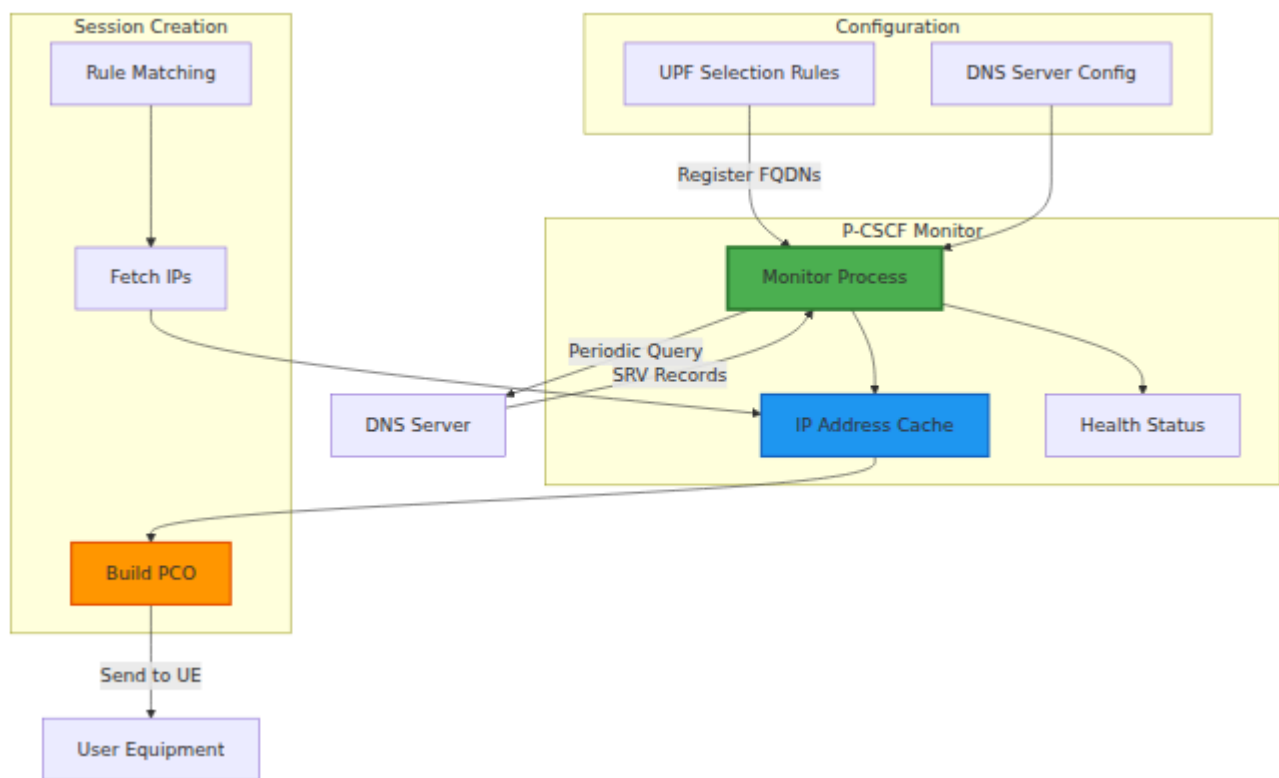 Session Creation
Configuration
Rule Matching
UPF Selection Rules
DNS Server Config
Register FQDNs
P-CSCF Monitor
Fetch IPs
Monitor Process
Periodic Query
SRV Records
DNS Server
IP Address Cache
Health Status
Build PCO
Send to UE
User Equipment